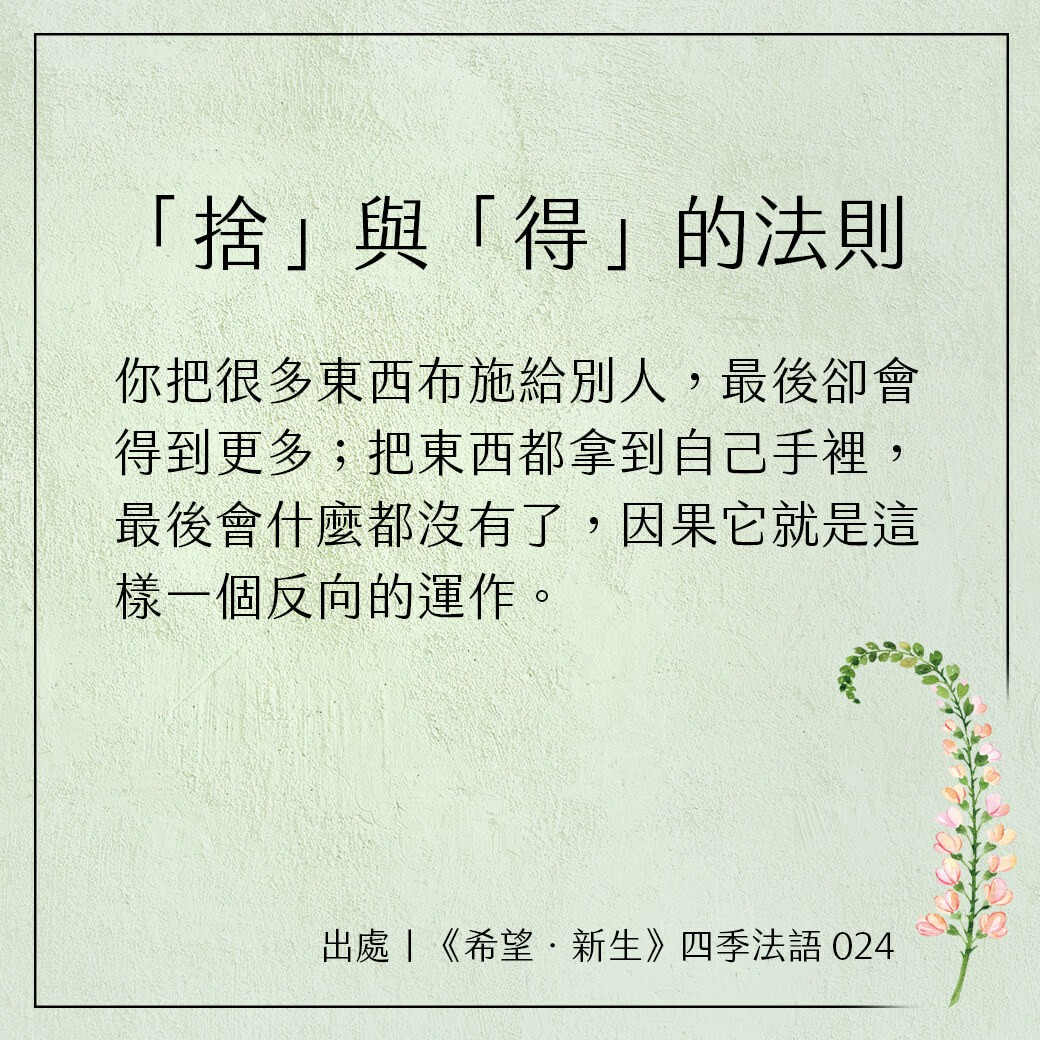 「捨」與「得」的法則
你把很多東西布施給別人，最後卻會
得到更多；把東西都拿到自己手裡，
最後會什麼都沒有了，因果它就是這
樣一個反向的運作。
出處｜《希望．新生》四季法語 024